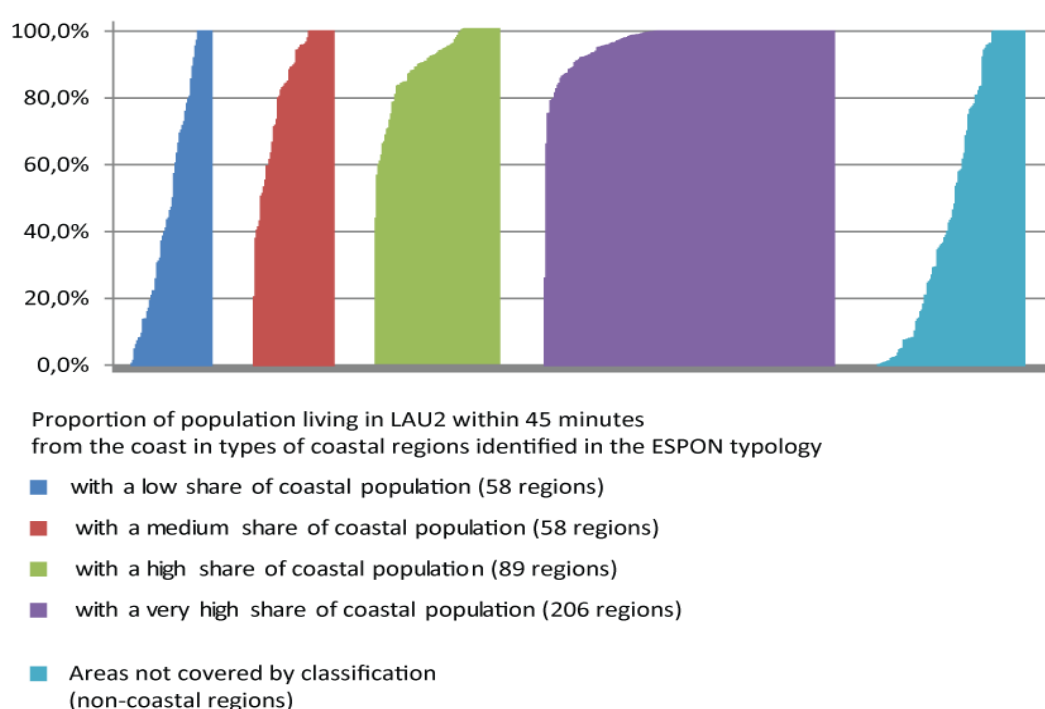 100,0%
80,0%
60,0%
40,0%
20,0%
0,0%
Proportion of population living in LAU2 within 45 minutes
from the coast in types of coastal regions identified in the ESPON typology
with a low share of coastal population (58 regions)
with a medium share of coastal population (58 regions)
with a high share of coastal population (89 regions)
with a very high share of coastal population (206 regions)
Areas not covered by classification
(non-coastal regions)